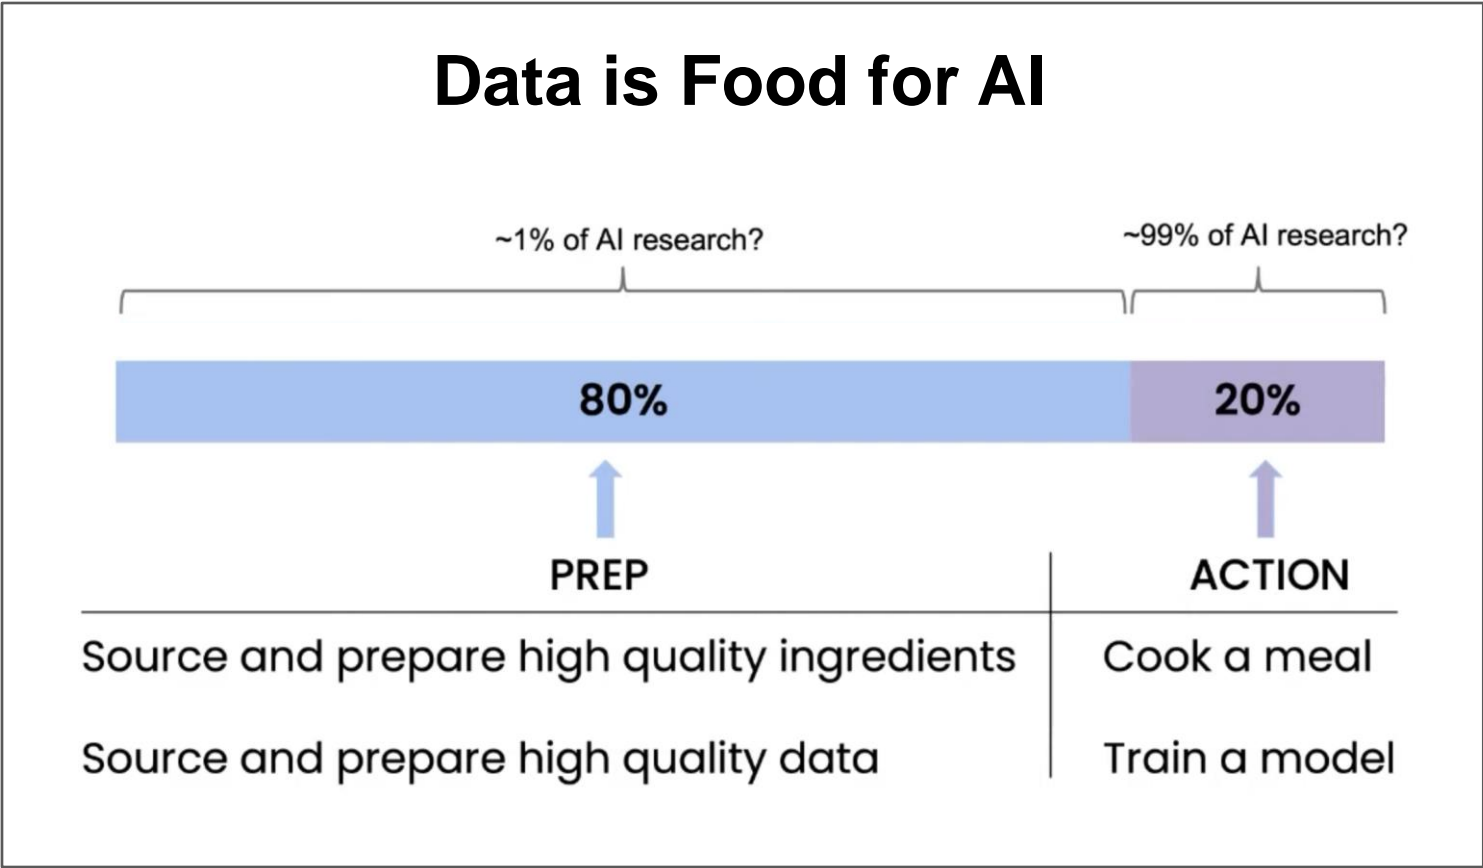 Data is Food for AI
~1% of AI research?
~99% of AI research?
80%
20%
PREP
ACTION
Source and prepare high quality ingredients
Cook a meal
Source and prepare high quality data
Train a model